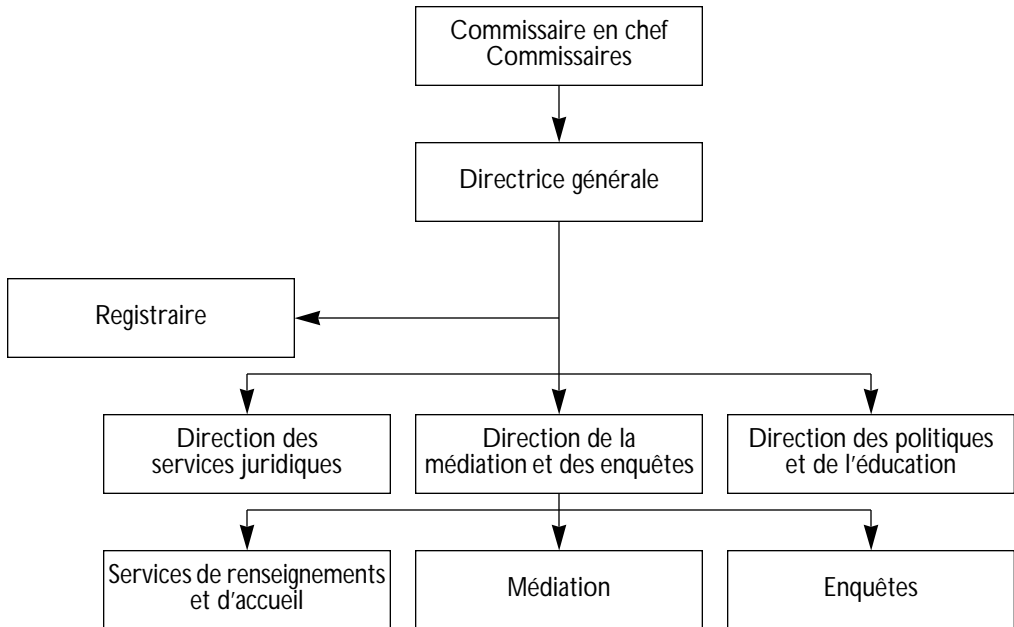 Commissaire en chef
Commissaires
Directrice générale
Registraire
Direction des
services juridiques
Direction de la
médiation et des enquêtes
Direction des politiques
et de l'éducation
Services de renseignements
et d'accueil
Médiation
Enquêtes